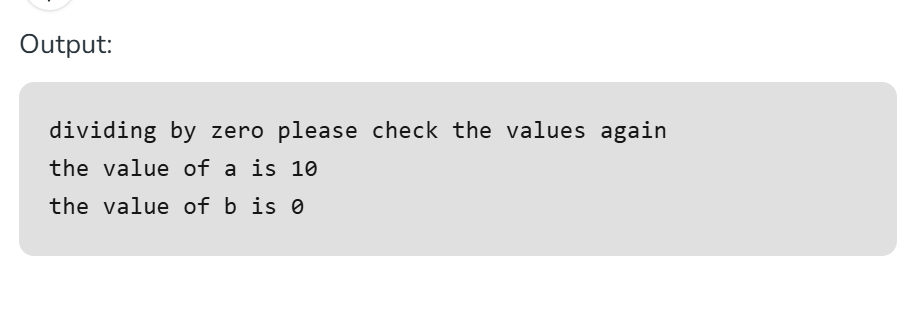 Output:
dividing by zero please check the values again
the value of a is 10
the value of b is 0